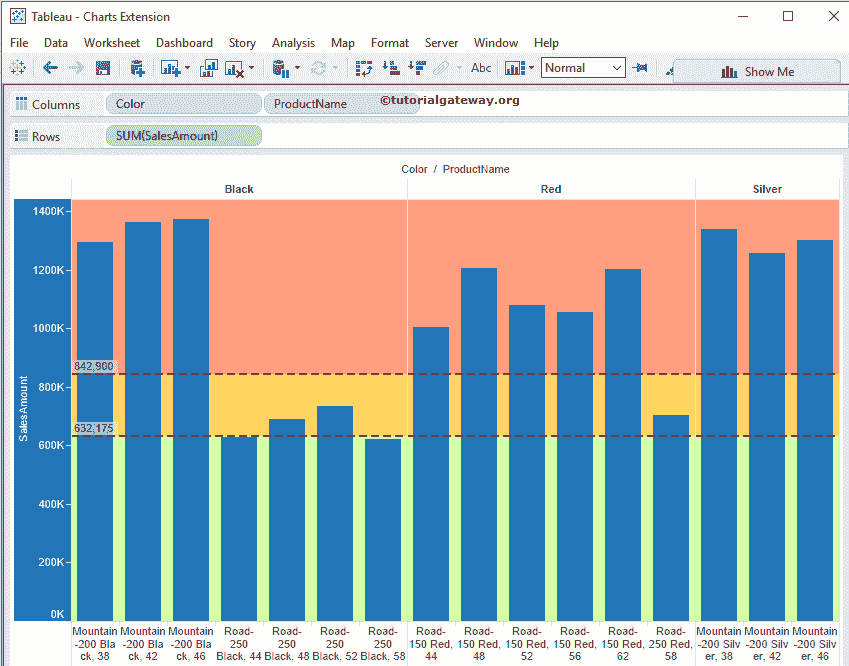 Tableau - Charts Extension
File Data Worksheet Dashboard Story Analysis Map Format Server Window Help
Abc Normal Show Me
Columns Color ProductName ©tutorialgateway.org
Rows SUM(SalesAmount)
Color / ProductName
Black Red Silver
1400K
1200K
1000K
842,900
800K
SalesAmount
632,175
600K
400K
200K
0K
Mountain Mountain Mountain Road- Road- Road- Road- Road- Road- Road- Road- Road- Road- Mountain Mountain Mountain
-200 Bla -200 Bla -200 Bla 250 250 250 250 150 Red, 150 Red, 150 Red, 150 Red, 150 Red, 250 Red, -200 Silv -200 Silv -200 Silv
ck, 38 ck, 42 ck, 46 Black, 44 Black, 48 Black, 52 Black, 58 44 48 52 56 62 58 er, 38 er, 42 er, 46